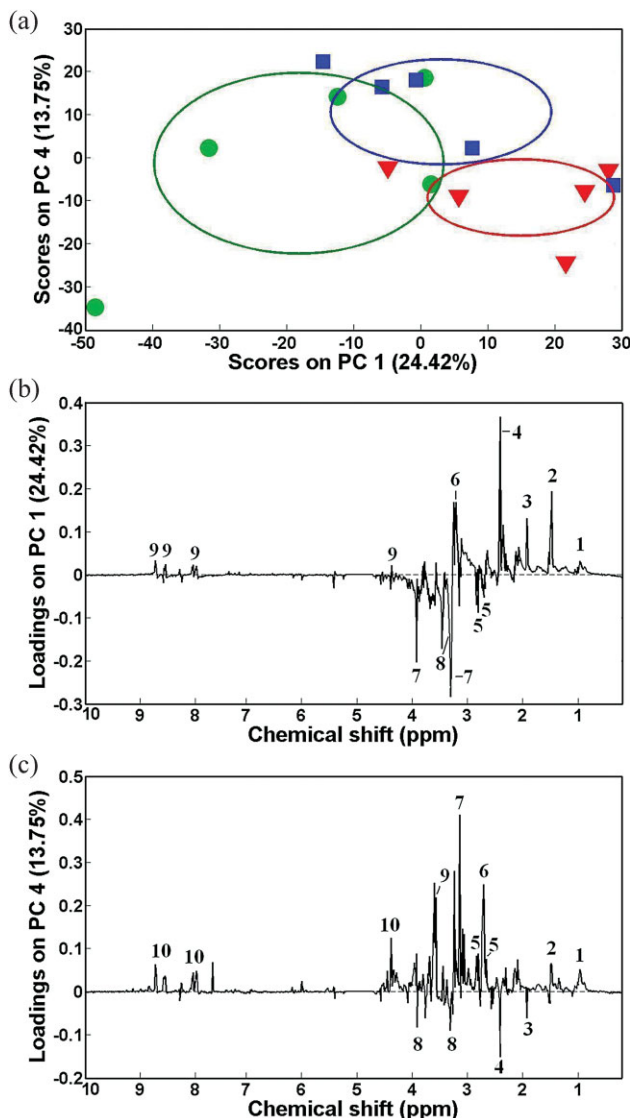 (a)
Scores on PC 4 (13.75%)
30
20
10
0
-10
-20
-30
-40
-50 -40 -30 -20 -10 0 10 20 30
Scores on PC 1 (24.42%)
(b)
Loadings on PC 1 (24.42%)
0.4
0.3
0.2
0.1
0
-0.1
-0.2
-0.3
4
6
2
3
9 9 9 9 1
5
5
8
7
7
10 9 8 7 6 5 4 3 2 1
Chemical shift (ppm)
(c)
Loadings on PC 4 (13.75%)
0.5
0.4
0.3
0.2
0.1
0
-0.1
-0.2
7
9 6
10
5 5
10 10 2 1
8 8 3
4
10 9 8 7 6 5 4 3 2 1
Chemical shift (ppm)